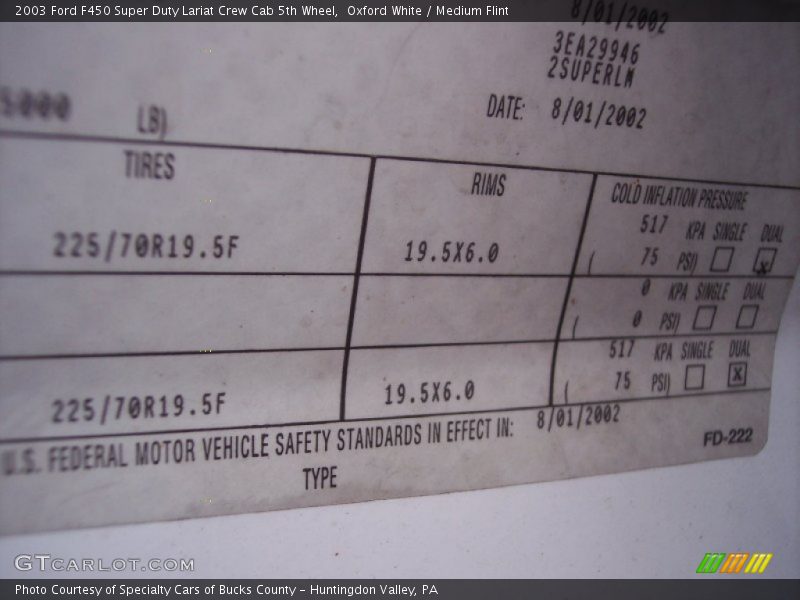 2003 Ford F450 Super Duty Lariat Crew Cab 5th Wheel,  Oxford White / Medium Flint
8/01/2002
3EA29946
2SUPERLM
DATE: 8/01/2002
5000 LB)
TIRES RIMS COLD INFLATION PRESSURE
517 KPA SINGLE DUAL
225/70R19.5F 19.5X6.0 ( 75 PSI) X
0 KPA SINGLE DUAL
( 0 PSI)
517 KPA SINGLE DUAL
225/70R19.5F 19.5X6.0 ( 75 PSI) X
U.S. FEDERAL MOTOR VEHICLE SAFETY STANDARDS IN EFFECT IN: 8/01/2002
FD-222
TYPE
GTCARLOT.COM
Photo Courtesy of Specialty Cars of Bucks County - Huntingdon Valley, PA